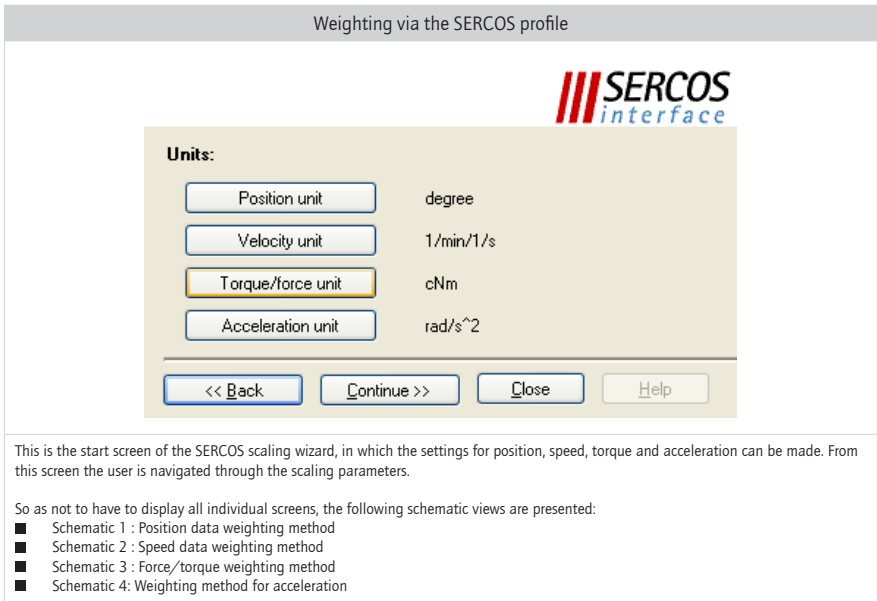 Weighting via the SERCOS profile
SERCOS
interface
Units:
Position unit degree
Velocity unit 1/min/1/s
Torque/force unit cNm
Acceleration unit rad/s^2
<< Back Continue >> Close Help
This is the start screen of the SERCOS scaling wizard, in which the settings for position, speed, torque and acceleration can be made. From
this screen the user is navigated through the scaling parameters.
So as not to have to display all individual screens, the following schematic views are presented:
■ Schematic 1 : Position data weighting method
■ Schematic 2 : Speed data weighting method
■ Schematic 3 : Force/torque weighting method
■ Schematic 4: Weighting method for acceleration